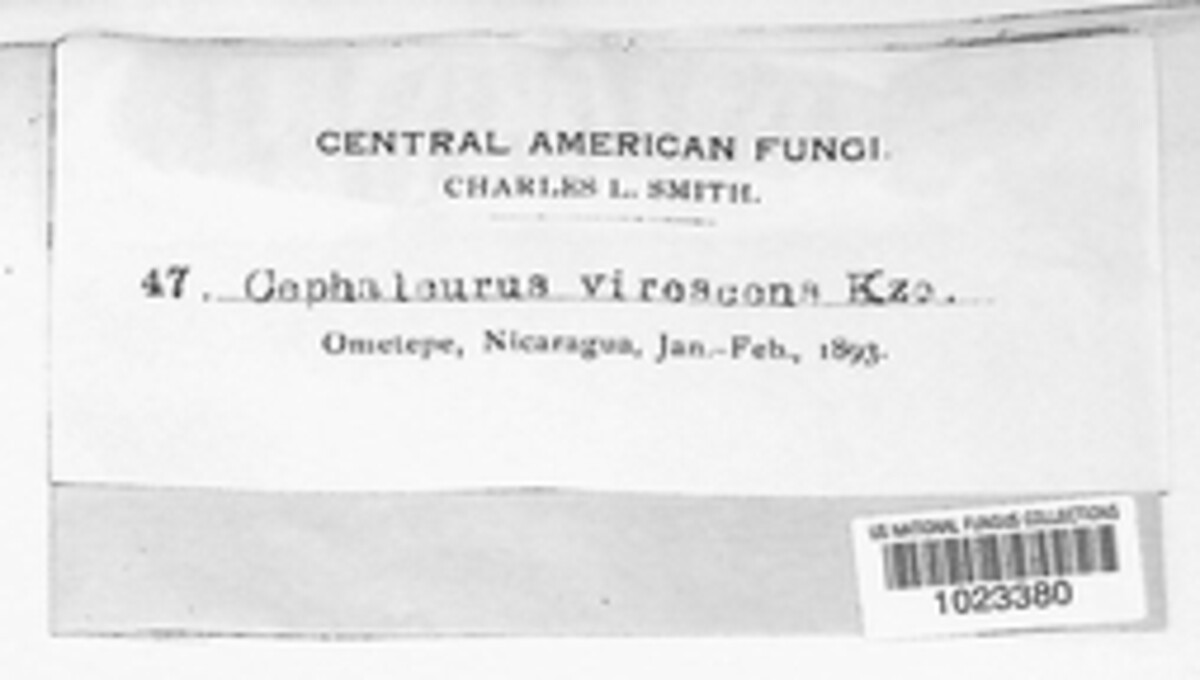 CENTRAL AMERICAN FUNGI.
CHARLES L. SMITH.
47. Cephaleurus virescens Kze.
Ometepe, Nicaragua, Jan.-Feb., 1893.
US NATIONAL FUNGUS COLLECTIONS
1023380